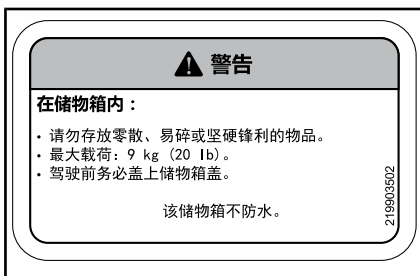 警告
在储物箱内：
· 请勿存放零散、易碎或坚硬锋利的物品。
· 最大载荷: 9 kg (20 lb)。
· 驾驶前务必盖上储物箱盖。
该储物箱不防水。
219903502